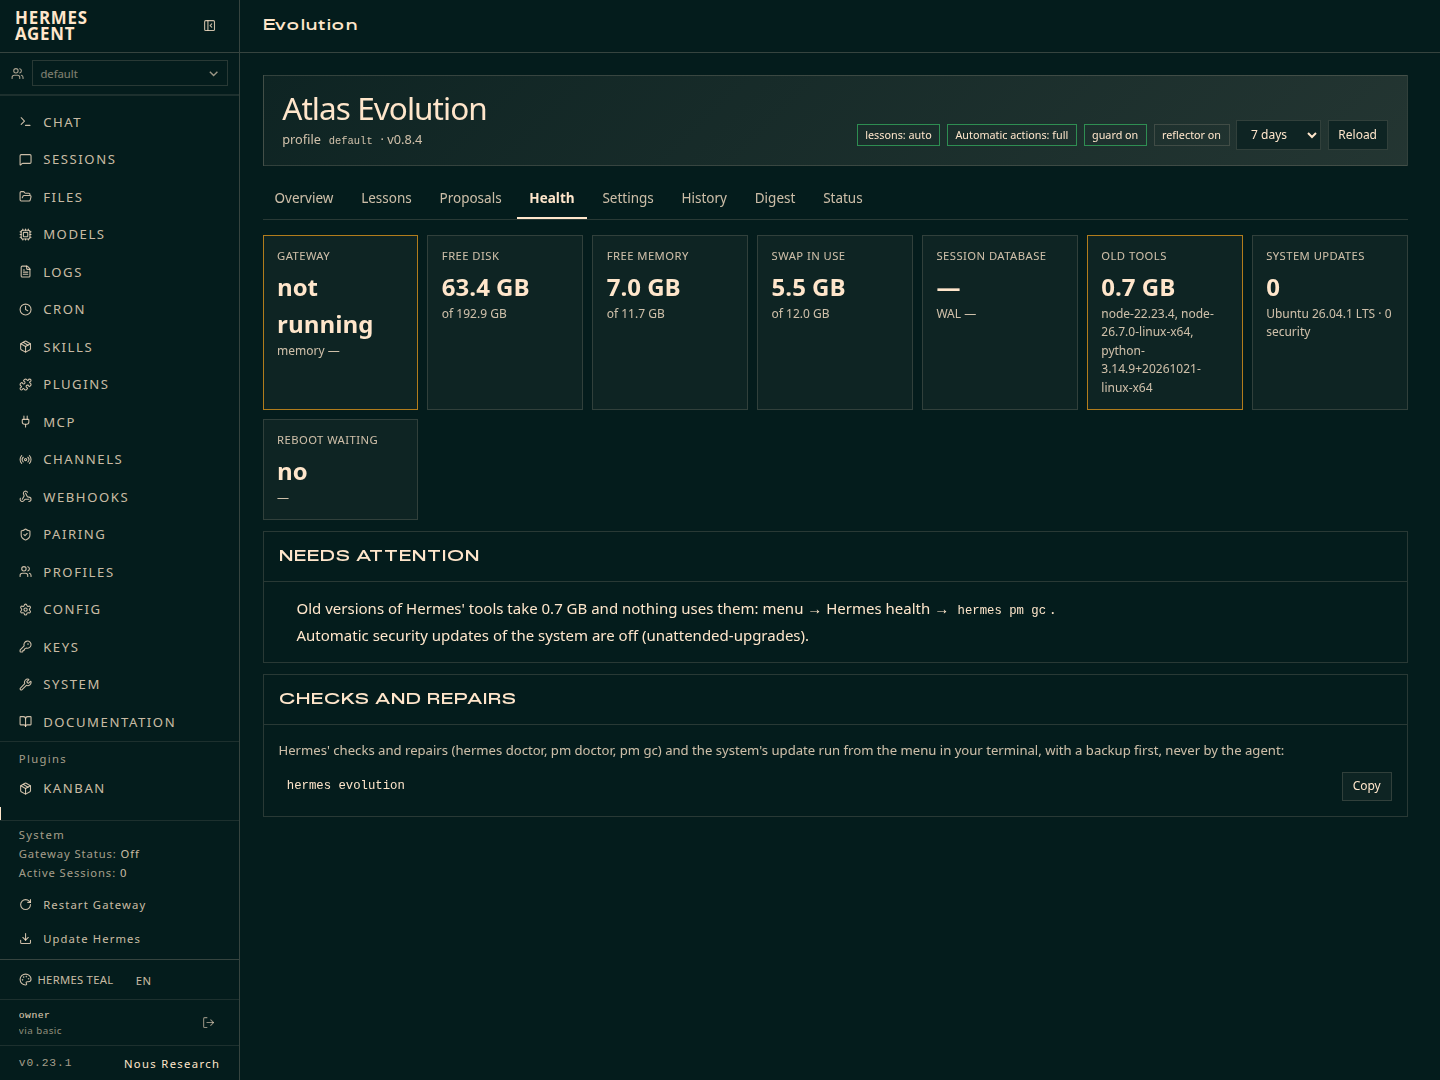 HERMES
AGENT
default
CHAT
SESSIONS
FILES
MODELS
LOGS
CRON
SKILLS
PLUGINS
MCP
CHANNELS
WEBHOOKS
PAIRING
PROFILES
CONFIG
KEYS
SYSTEM
DOCUMENTATION
Plugins
KANBAN
System
Gateway Status: Off
Active Sessions: 0
Restart Gateway
Update Hermes
HERMES TEAL EN
owner
via basic
v0.23.1 Nous Research
Evolution
Atlas Evolution
profile default · v0.8.4
lessons: auto Automatic actions: full guard on reflector on 7 days Reload
Overview Lessons Proposals Health Settings History Digest Status
GATEWAY
not
running
memory —
FREE DISK
63.4 GB
of 192.9 GB
FREE MEMORY
7.0 GB
of 11.7 GB
SWAP IN USE
5.5 GB
of 12.0 GB
SESSION DATABASE
—
WAL —
OLD TOOLS
0.7 GB
node-22.23.4, node-
26.7.0-linux-x64,
python-
3.14.9+20261021-
linux-x64
SYSTEM UPDATES
0
Ubuntu 26.04.1 LTS · 0
security
REBOOT WAITING
no
—
NEEDS ATTENTION
Old versions of Hermes' tools take 0.7 GB and nothing uses them: menu → Hermes health → hermes pm gc .
Automatic security updates of the system are off (unattended-upgrades).
CHECKS AND REPAIRS
Hermes' checks and repairs (hermes doctor, pm doctor, pm gc) and the system's update run from the menu in your terminal, with a backup first, never by the agent:
hermes evolution
Copy